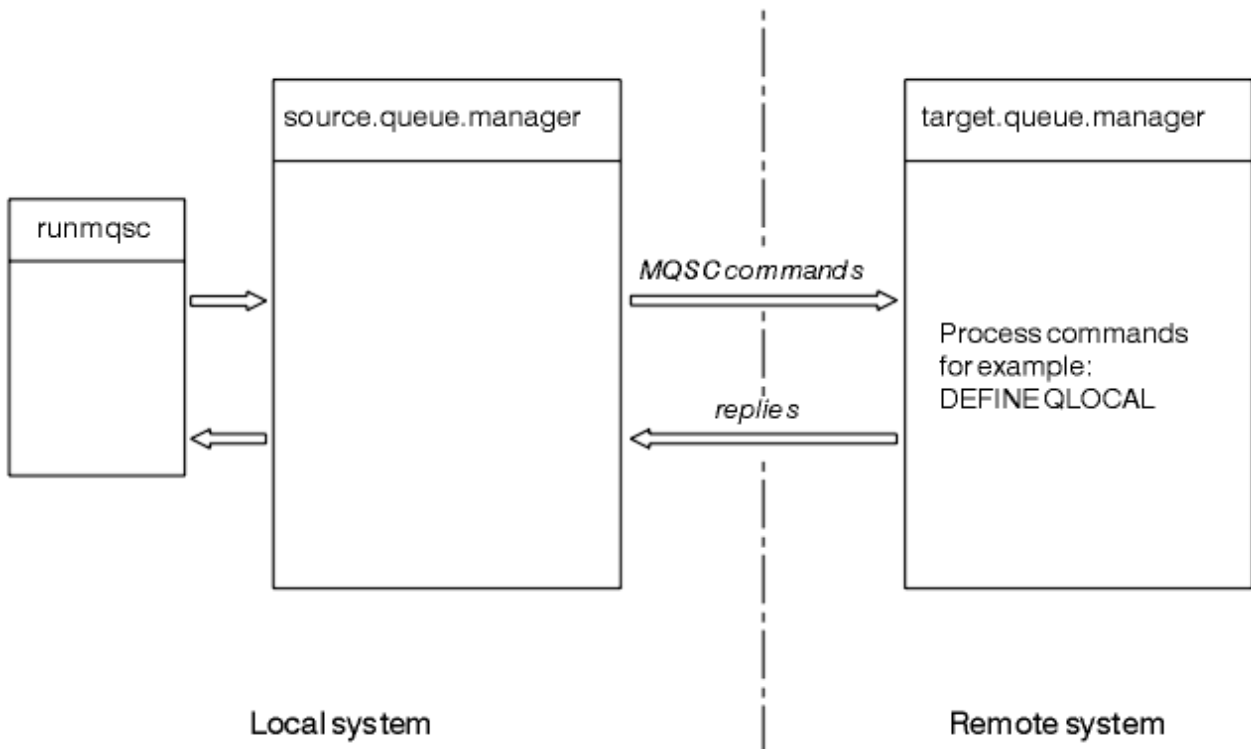 source.queue.manager
target.queue.manager
runmqsc
MQSC commands
Process commands
for example:
DEFINE QLOCAL
replies
Local system
Remote system